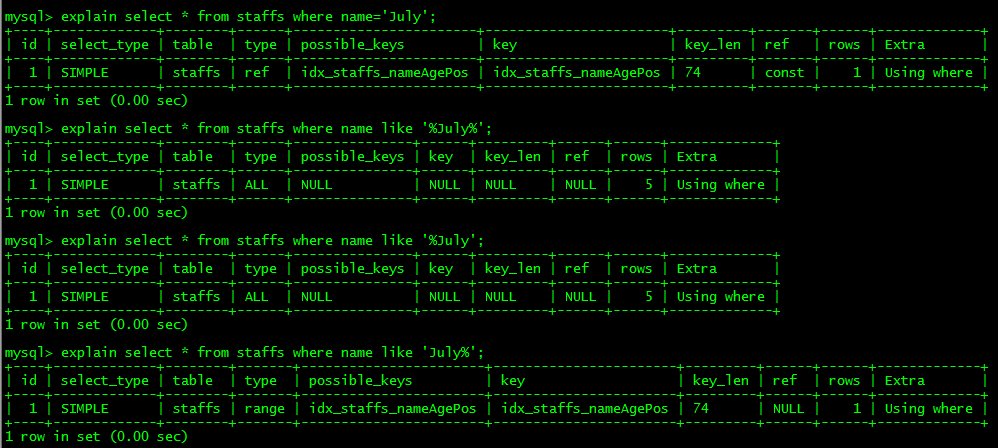 mysql> explain select * from staffs where name='July';
+----+-------------+--------+------+-----------------------+-----------------------+---------+-------+------+-------------+
| id | select_type | table  | type | possible_keys         | key                   | key_len | ref   | rows | Extra       |
+----+-------------+--------+------+-----------------------+-----------------------+---------+-------+------+-------------+
|  1 | SIMPLE      | staffs | ref  | idx_staffs_nameAgePos | idx_staffs_nameAgePos | 74      | const |    1 | Using where |
+----+-------------+--------+------+-----------------------+-----------------------+---------+-------+------+-------------+
1 row in set (0.00 sec)
mysql> explain select * from staffs where name like '%July%';
+----+-------------+--------+------+---------------+------+---------+------+------+-------------+
| id | select_type | table  | type | possible_keys | key  | key_len | ref  | rows | Extra       |
+----+-------------+--------+------+---------------+------+---------+------+------+-------------+
|  1 | SIMPLE      | staffs | ALL  | NULL          | NULL | NULL    | NULL |    5 | Using where |
+----+-------------+--------+------+---------------+------+---------+------+------+-------------+
1 row in set (0.00 sec)
mysql> explain select * from staffs where name like '%July';
+----+-------------+--------+------+---------------+------+---------+------+------+-------------+
| id | select_type | table  | type | possible_keys | key  | key_len | ref  | rows | Extra       |
+----+-------------+--------+------+---------------+------+---------+------+------+-------------+
|  1 | SIMPLE      | staffs | ALL  | NULL          | NULL | NULL    | NULL |    5 | Using where |
+----+-------------+--------+------+---------------+------+---------+------+------+-------------+
1 row in set (0.00 sec)
mysql> explain select * from staffs where name like 'July%';
+----+-------------+--------+-------+-----------------------+-----------------------+---------+------+------+-------------+
| id | select_type | table  | type  | possible_keys         | key                   | key_len | ref  | rows | Extra       |
+----+-------------+--------+-------+-----------------------+-----------------------+---------+------+------+-------------+
|  1 | SIMPLE      | staffs | range | idx_staffs_nameAgePos | idx_staffs_nameAgePos | 74      | NULL |    1 | Using where |
+----+-------------+--------+-------+-----------------------+-----------------------+---------+------+------+-------------+
1 row in set (0.00 sec)